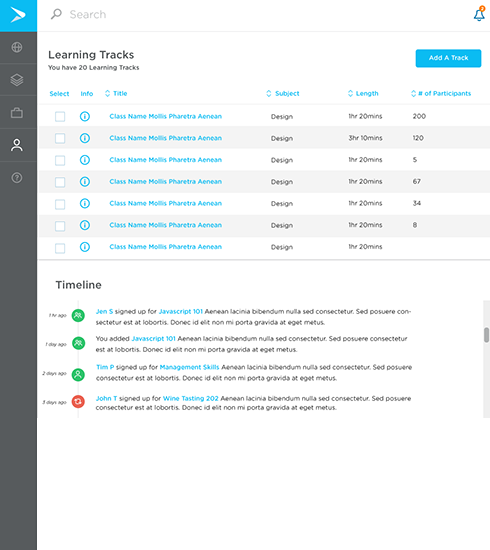 Search
2
Learning Tracks
You have 20 Learning Tracks
Add A Track
Select Info Title Subject Length # of Participants
Class Name Mollis Pharetra Aenean Design 1hr 20mins 200
Class Name Mollis Pharetra Aenean Design 3hr 10mins 120
Class Name Mollis Pharetra Aenean Design 1hr 20mins 5
Class Name Mollis Pharetra Aenean Design 1hr 20mins 67
Class Name Mollis Pharetra Aenean Design 1hr 20mins 34
Class Name Mollis Pharetra Aenean Design 1hr 20mins 8
Class Name Mollis Pharetra Aenean Design 1hr 20mins
Timeline
1 hr ago
Jen S signed up for Javascript 101 Aenean lacinia bibendum nulla sed consectetur. Sed posuere con-
sectetur est at lobortis. Donec id elit non mi porta gravida at eget metus.
1 day ago
You added Javascript 101 Aenean lacinia bibendum nulla sed consectetur. Sed posuere consectetur
est at lobortis. Donec id elit non mi porta gravida at eget metus.
2 days ago
Tim P signed up for Management Skills Aenean lacinia bibendum nulla sed consectetur. Sed posuere
consectetur est at lobortis. Donec id elit non mi porta gravida at eget metus.
3 days ago
John T signed up for Wine Tasting 202 Aenean lacinia bibendum nulla sed consectetur. Sed posuere
consectetur est at lobortis. Donec id elit non mi porta gravida at eget metus.